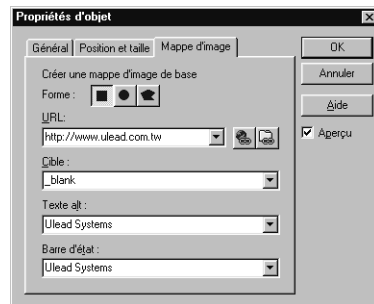 Propriétés d'objet
Général Position et taille Mappe d'image
Créer une mappe d'image de base
Forme :
URL:
http://www.ulead.com.tw
Cible :
_blank
Texte alt :
Ulead Systems
Barre d'état :
Ulead Systems
OK
Annuler
Aide
Aperçu